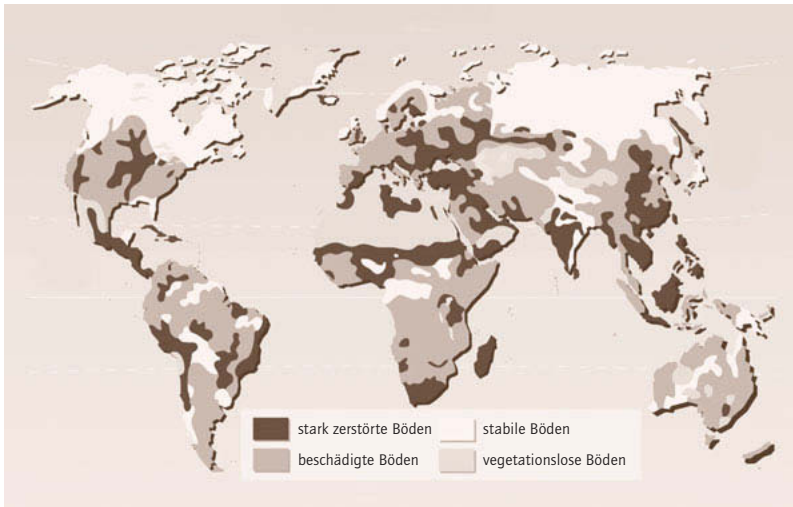 stark zerstörte Böden
stabile Böden
beschädigte Böden
vegetationslose Böden